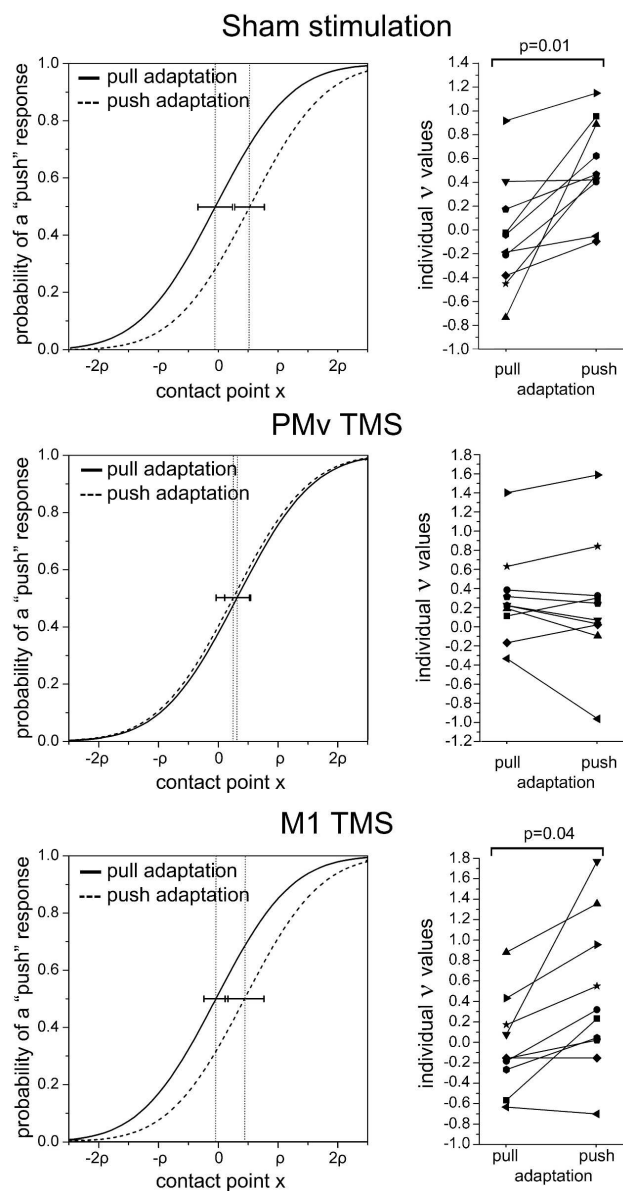 Sham stimulation
pull adaptation
push adaptation
probability of a “push” response
1.0
0.8
0.6
0.4
0.2
0.0
-2ρ
-ρ
0
ρ
2ρ
contact point x
p=0.01
individual ν values
1.4
1.2
1.0
0.8
0.6
0.4
0.2
0.0
-0.2
-0.4
-0.6
-0.8
-1.0
pull
push
adaptation
PMv TMS
pull adaptation
push adaptation
probability of a “push” response
1.0
0.8
0.6
0.4
0.2
0.0
-2ρ
-ρ
0
ρ
2ρ
contact point x
individual ν values
1.8
1.6
1.4
1.2
1.0
0.8
0.6
0.4
0.2
0.0
-0.2
-0.4
-0.6
-0.8
-1.0
-1.2
pull
push
adaptation
M1 TMS
pull adaptation
push adaptation
probability of a “push” response
1.0
0.8
0.6
0.4
0.2
0.0
-2ρ
-ρ
0
ρ
2ρ
contact point x
p=0.04
individual ν values
1.8
1.6
1.4
1.2
1.0
0.8
0.6
0.4
0.2
0.0
-0.2
-0.4
-0.6
-0.8
-1.0
pull
push
adaptation